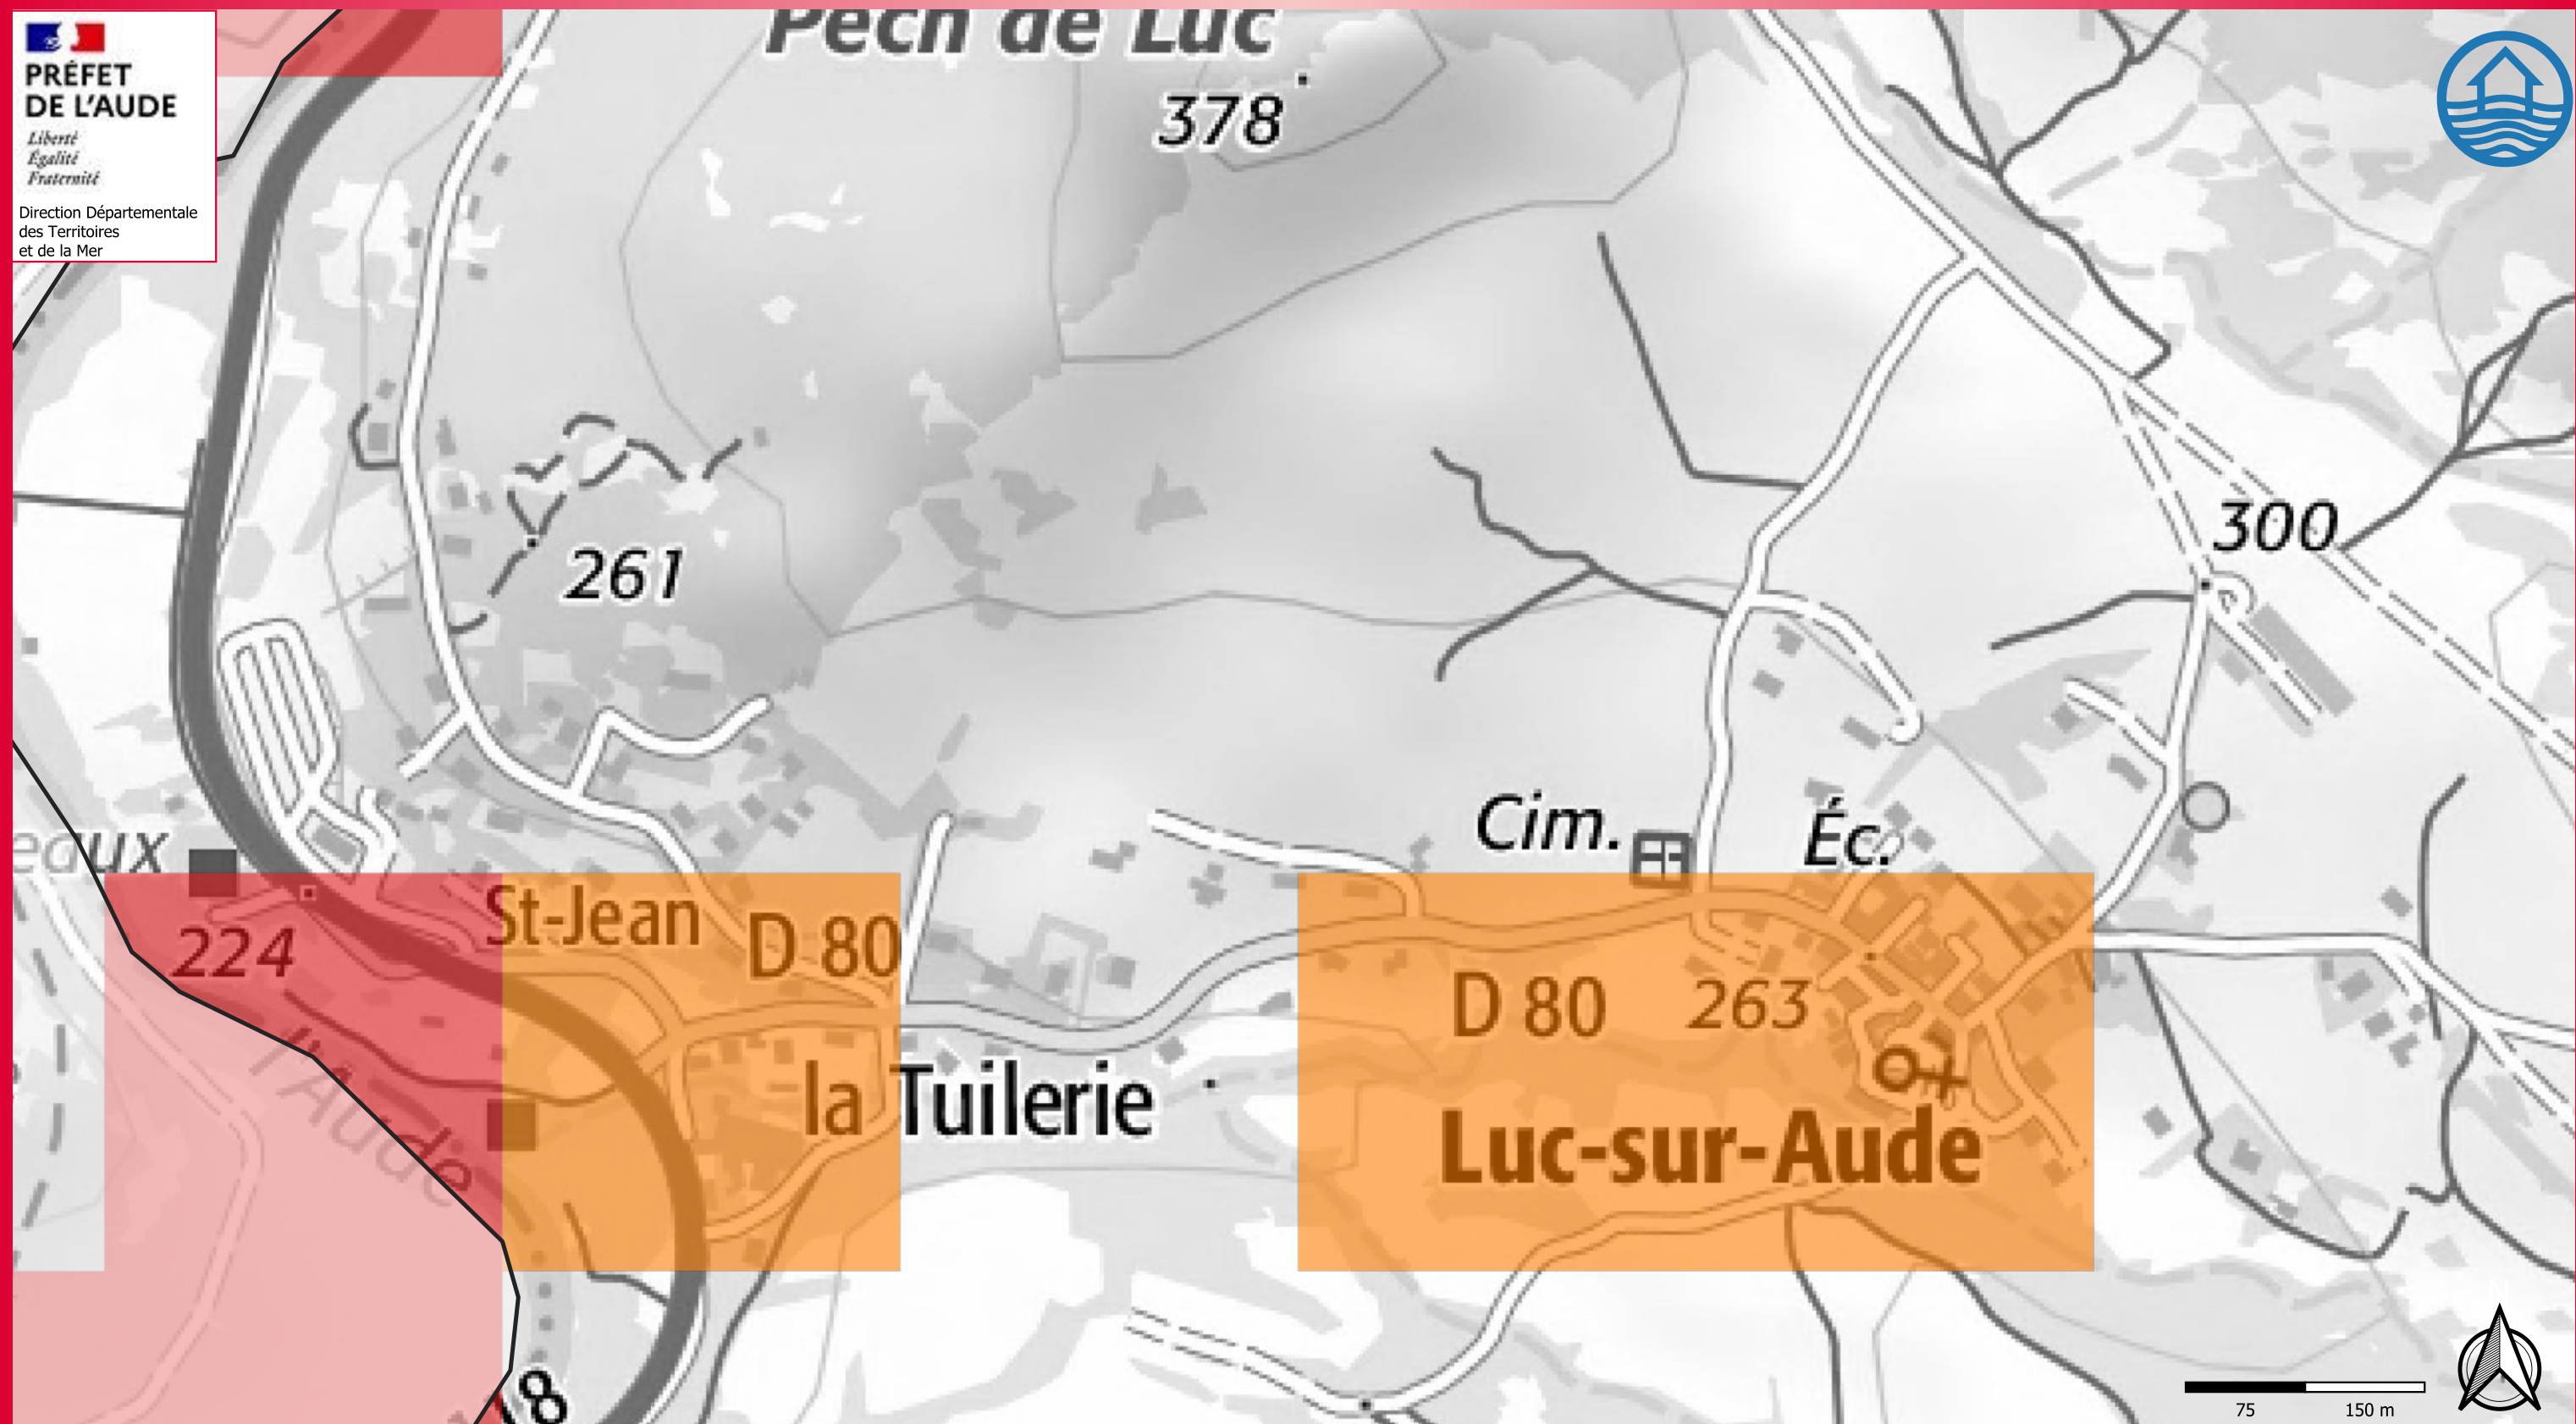 PRÉFET
DE L'AUDE
Liberté
Égalité
Fraternité
Direction Départementale
des Territoires
et de la Mer
Pech de Luc
378
261
300
eaux
Cim.
Éc.
St-Jean
D 80
224
D 80
263
l'Aude
la Tuilerie
Luc-sur-Aude
75
150 m